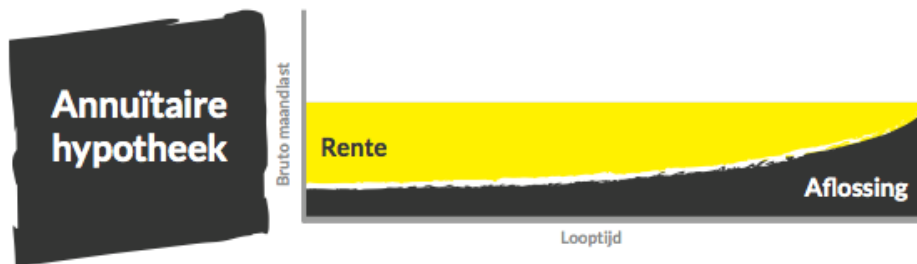 Annuïtaire
hypotheek
Bruto maandlast
Rente
Aflossing
Looptijd